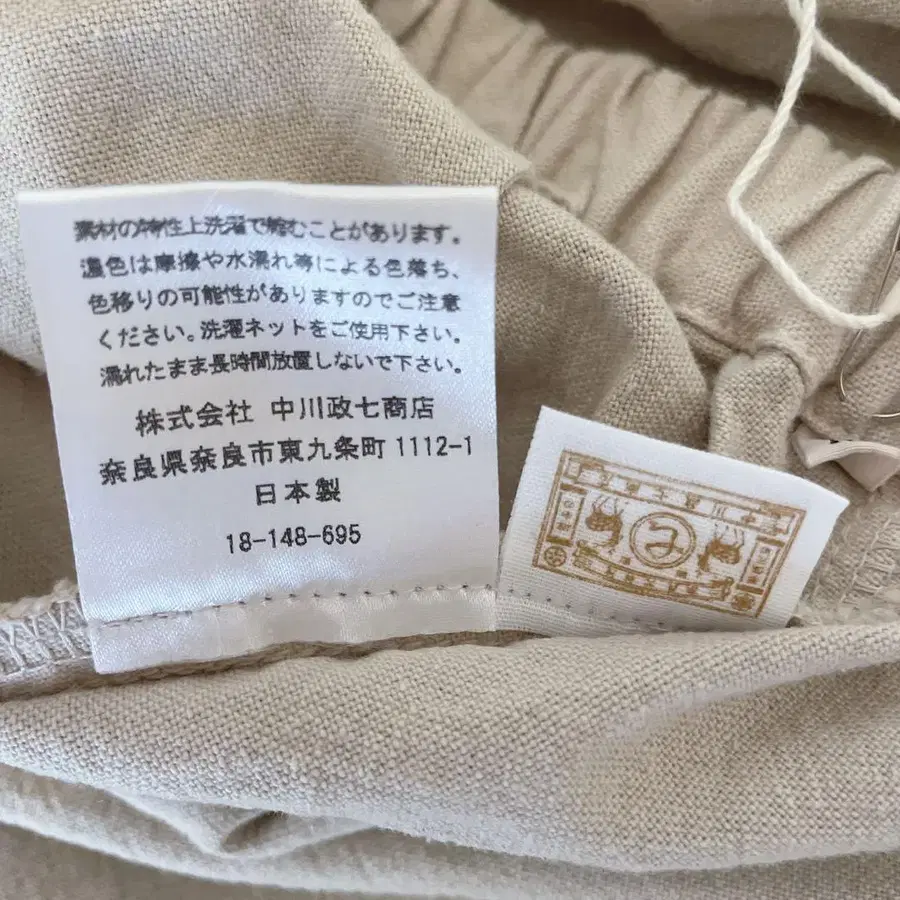 素材の特性上洗濯で縮むことがあります。
濃色は摩擦や水濡れ等による色落ち、
色移りの可能性がありますのでご注意
ください。洗濯ネットをご使用下さい。
濡れたまま長時間放置しないで下さい。
株式会社 中川政七商店
奈良県奈良市東九条町1112-1
日本製
18-148-695